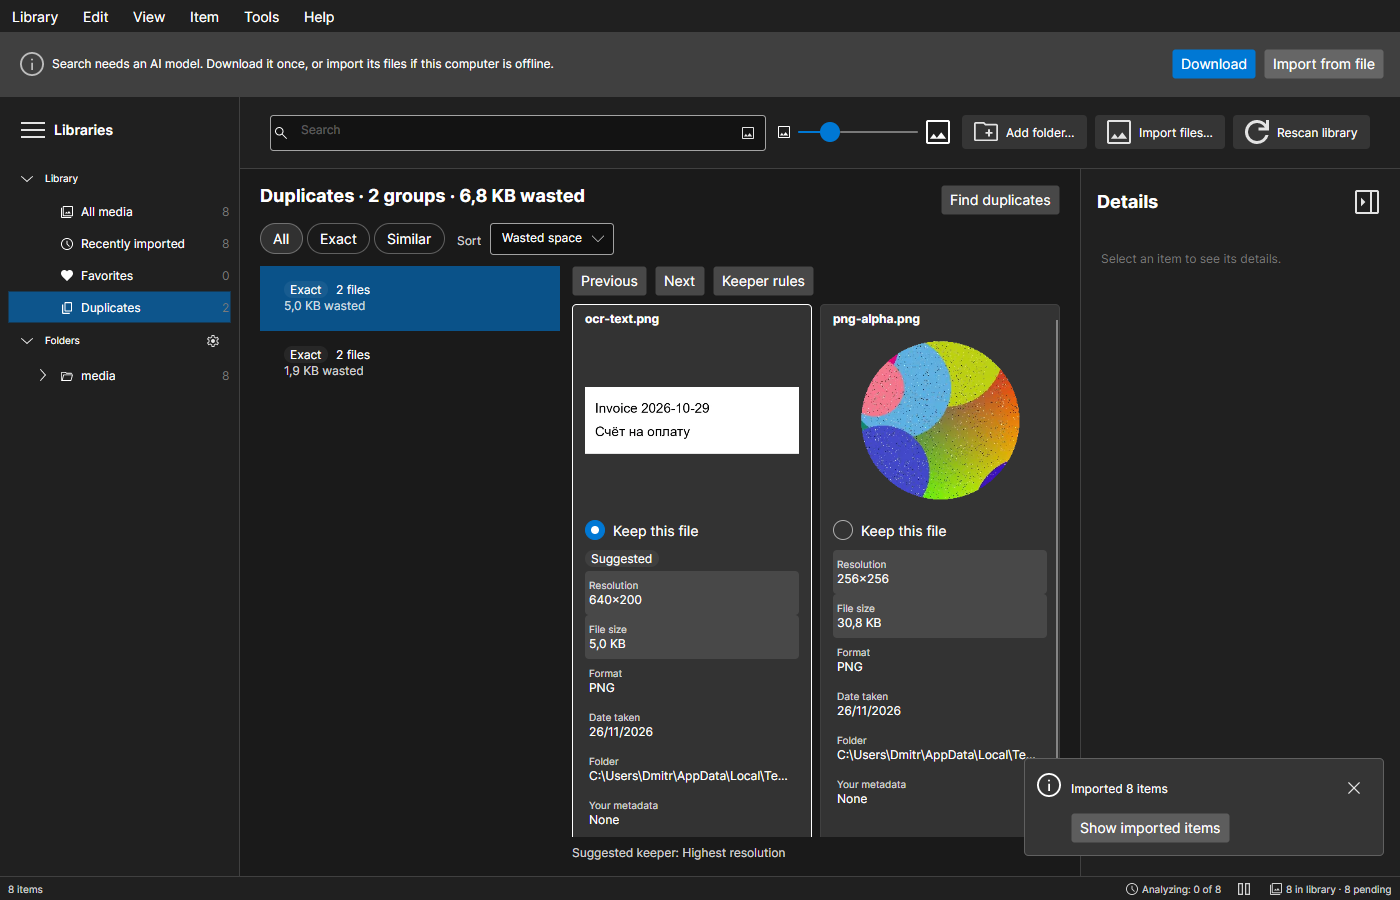 Library Edit View Item Tools Help
Search needs an AI model. Download it once, or import its files if this computer is offline.
Download
Import from file
Libraries
Search
Add folder...
Import files...
Rescan library
Library
All media 8
Recently imported 8
Favorites 0
Duplicates 2
Folders
media 8
Duplicates · 2 groups · 6,8 KB wasted
Find duplicates
All Exact Similar Sort Wasted space
Exact 2 files
5,0 KB wasted
Exact 2 files
1,9 KB wasted
Previous Next Keeper rules
ocr-text.png
Invoice 2026-10-29
Счёт на оплату
Keep this file
Suggested
Resolution
640×200
File size
5,0 KB
Format
PNG
Date taken
26/11/2026
Folder
C:\Users\Dmitr\AppData\Local\Te...
Your metadata
None
png-alpha.png
Keep this file
Resolution
256×256
File size
30,8 KB
Format
PNG
Date taken
26/11/2026
Folder
C:\Users\Dmitr\AppData\Local\Te...
Your metadata
None
Suggested keeper: Highest resolution
Details
Select an item to see its details.
Imported 8 items
Show imported items
8 items
Analyzing: 0 of 8
8 in library · 8 pending